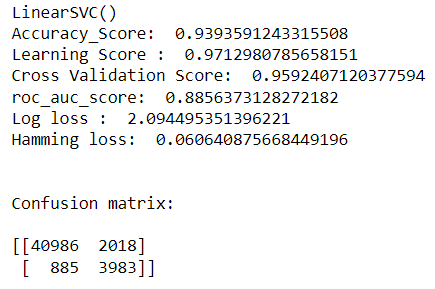 LinearSVC()
Accuracy_Score:  0.9393591243315508
Learning Score :  0.9712980785658151
Cross Validation Score:  0.9592407120377594
roc_auc_score:  0.8856373128272182
Log loss :  2.094495351396221
Hamming loss:  0.060640875668449196
Confusion matrix:
[[40986  2018]
 [  885  3983]]